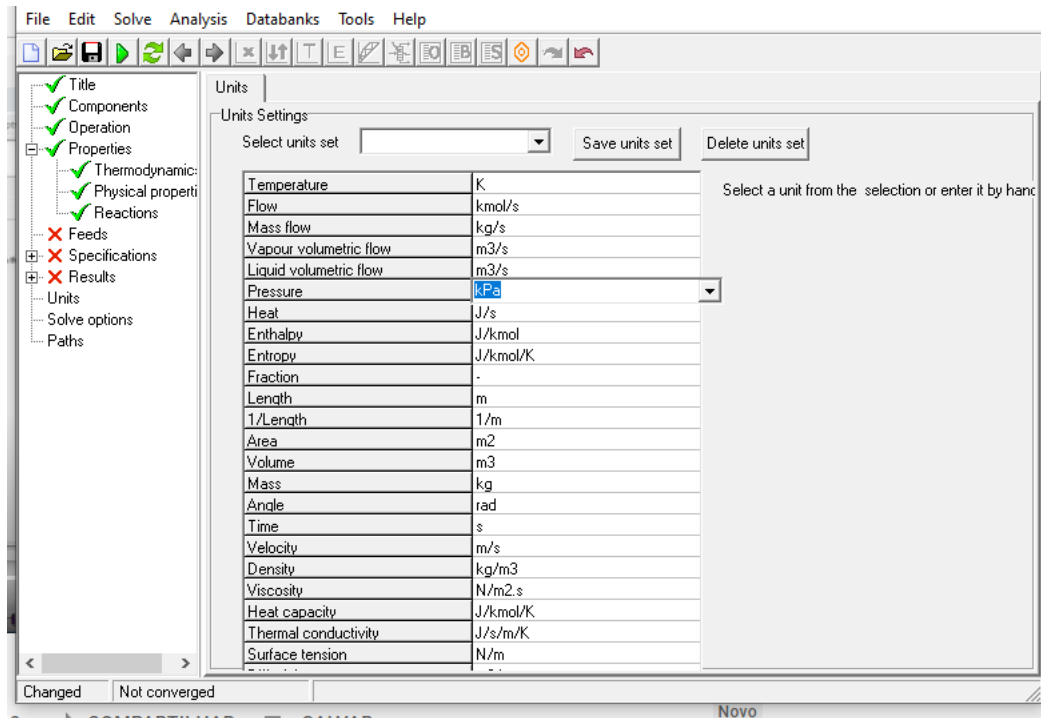 File Edit Solve Analysis Databanks Tools Help
Title
Components
Operation
Properties
Thermodynamic:
Physical properti
Reactions
Feeds
Specifications
Results
Units
Solve options
Paths
Units
Units Settings
Select units set
Save units set
Delete units set
Select a unit from the selection or enter it by hand
Temperature K
Flow kmol/s
Mass flow kg/s
Vapour volumetric flow m3/s
Liquid volumetric flow m3/s
Pressure kPa
Heat J/s
Enthalpy J/kmol
Entropy J/kmol/K
Fraction -
Length m
1/Length 1/m
Area m2
Volume m3
Mass kg
Angle rad
Time s
Velocity m/s
Density kg/m3
Viscosity N/m2.s
Heat capacity J/kmol/K
Thermal conductivity J/s/m/K
Surface tension N/m
Changed Not converged
Novo